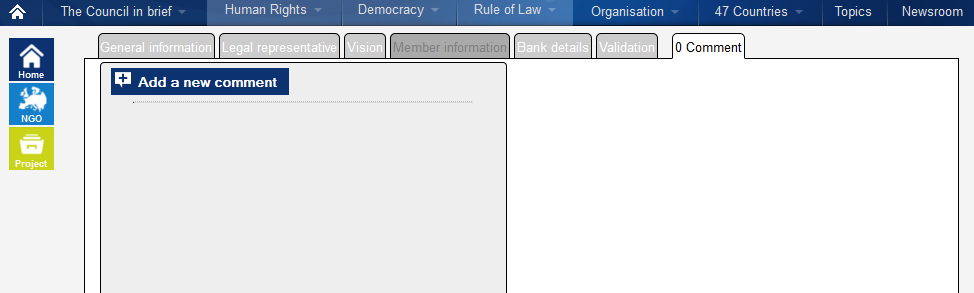 The Council in brief Human Rights Democracy Rule of Law Organisation 47 Countries Topics Newsroom
General information Legal representative Vision Member information Bank details Validation 0 Comment
Home
NGO
Project
Add a new comment